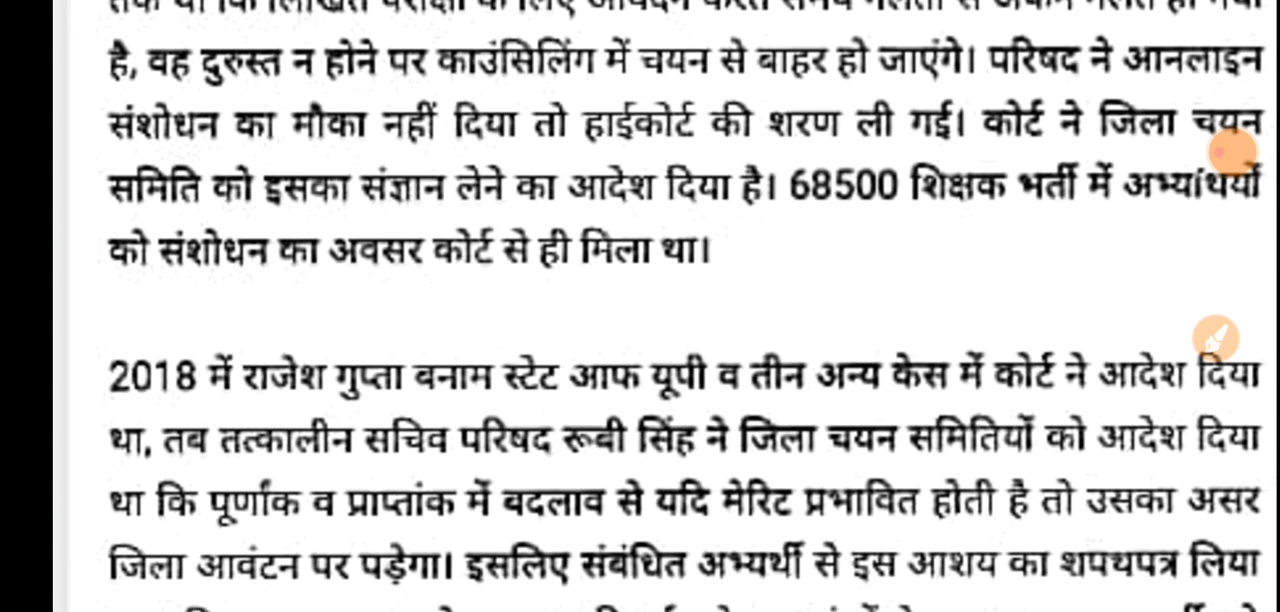 है, वह दुरुस्त न होने पर काउंसिलिंग में चयन से बाहर हो जाएंगे। परिषद ने आनलाइन
संशोधन का मौका नहीं दिया तो हाईकोर्ट की शरण ली गई। कोर्ट ने जिला चयन
समिति को इसका संज्ञान लेने का आदेश दिया है। 68500 शिक्षक भर्ती में अभ्यर्थियों
को संशोधन का अवसर कोर्ट से ही मिला था।
2018 में राजेश गुप्ता बनाम स्टेट आफ यूपी व तीन अन्य केस में कोर्ट ने आदेश दिया
था, तब तत्कालीन सचिव परिषद रूबी सिंह ने जिला चयन समितियों को आदेश दिया
था कि पूर्णांक व प्राप्तांक में बदलाव से यदि मेरिट प्रभावित होती है तो उसका असर
जिला आवंटन पर पड़ेगा। इसलिए संबंधित अभ्यर्थी से इस आशय का शपथपत्र लिया